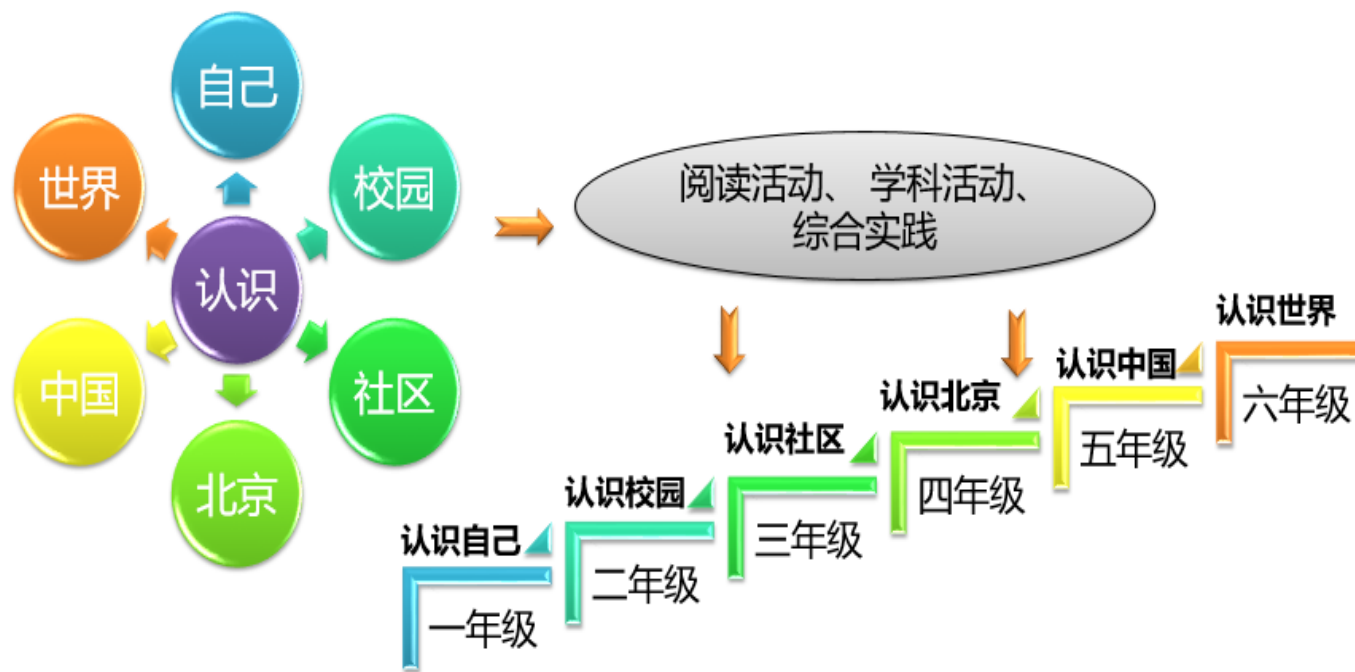 自己
世界
校园
认识
中国
社区
北京
阅读活动、 学科活动、
综合实践
认识世界
六年级
认识中国
五年级
认识北京
四年级
认识社区
三年级
认识校园
二年级
认识自己
一年级